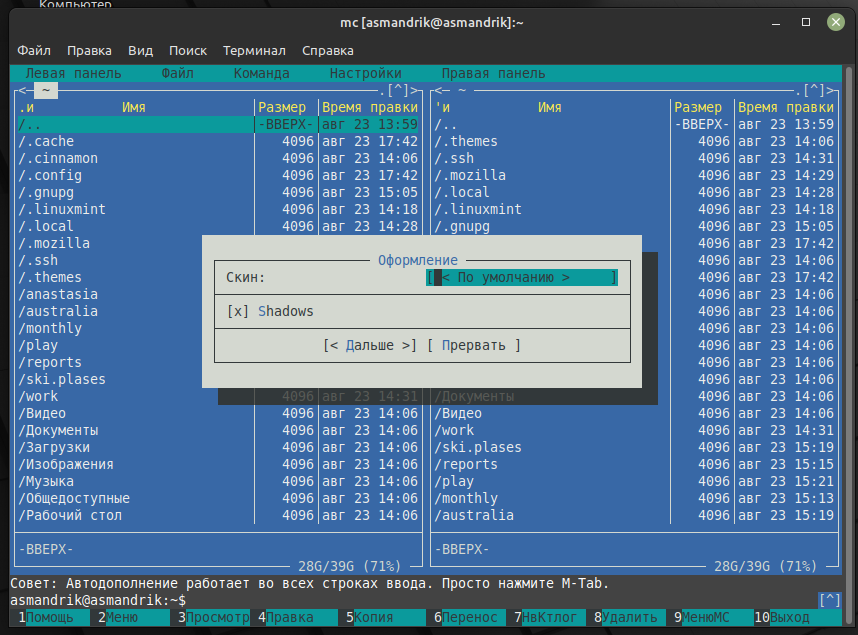 Компьютер
mc [asmandrik@asmandrik]:~
Файл Правка Вид Поиск Терминал Справка
Левая панель Файл Команда Настройки Правая панель
<─ ~ .[^]> <─ ~ .[^]>
.и Имя Размер Время правки 'и Имя Размер Время правки
/.. -ВВЕРХ- авг 23 13:59 /.. -ВВЕРХ- авг 23 13:59
/.cache 4096 авг 23 17:42 /.themes 4096 авг 23 14:06
/.cinnamon 4096 авг 23 14:06 /.ssh 4096 авг 23 14:31
/.config 4096 авг 23 17:42 /.mozilla 4096 авг 23 14:29
/.gnupg 4096 авг 23 15:05 /.local 4096 авг 23 14:28
/.linuxmint 4096 авг 23 14:18 /.linuxmint 4096 авг 23 14:18
/.local 4096 авг 23 14:28 /.gnupg 4096 авг 23 15:05
/.mozilla 4096 авг 23 17:42
/.ssh Оформление 4096 авг 23 14:06
/.themes Скин: [ < По умолчанию > ] 4096 авг 23 17:42
/anastasia 4096 авг 23 14:06
/australia [x] Shadows 4096 авг 23 14:06
/monthly 4096 авг 23 14:06
/play [< Дальше >] [ Прервать ] 4096 авг 23 14:06
/reports 4096 авг 23 14:06
/ski.plases 4096 авг 23 14:06
/work 4096 авг 23 14:31 /Документы 4096 авг 23 14:06
/Видео 4096 авг 23 14:06 /Видео 4096 авг 23 14:06
/Документы 4096 авг 23 14:06 /work 4096 авг 23 14:31
/Загрузки 4096 авг 23 14:06 /ski.plases 4096 авг 23 15:19
/Изображения 4096 авг 23 14:06 /reports 4096 авг 23 15:15
/Музыка 4096 авг 23 14:06 /play 4096 авг 23 15:21
/Общедоступные 4096 авг 23 14:06 /monthly 4096 авг 23 15:13
/Рабочий стол 4096 авг 23 14:06 /australia 4096 авг 23 15:19
-ВВЕРХ- -ВВЕРХ-
28G/39G (71%) 28G/39G (71%)
Совет: Автодополнение работает во всех строках ввода. Просто нажмите M-Tab.
asmandrik@asmandrik:~$ [^]
1Помощь 2Меню 3Просмотр 4Правка 5Копия 6Перенос 7НвКтлог 8Удалить 9МенюМС 10Выход